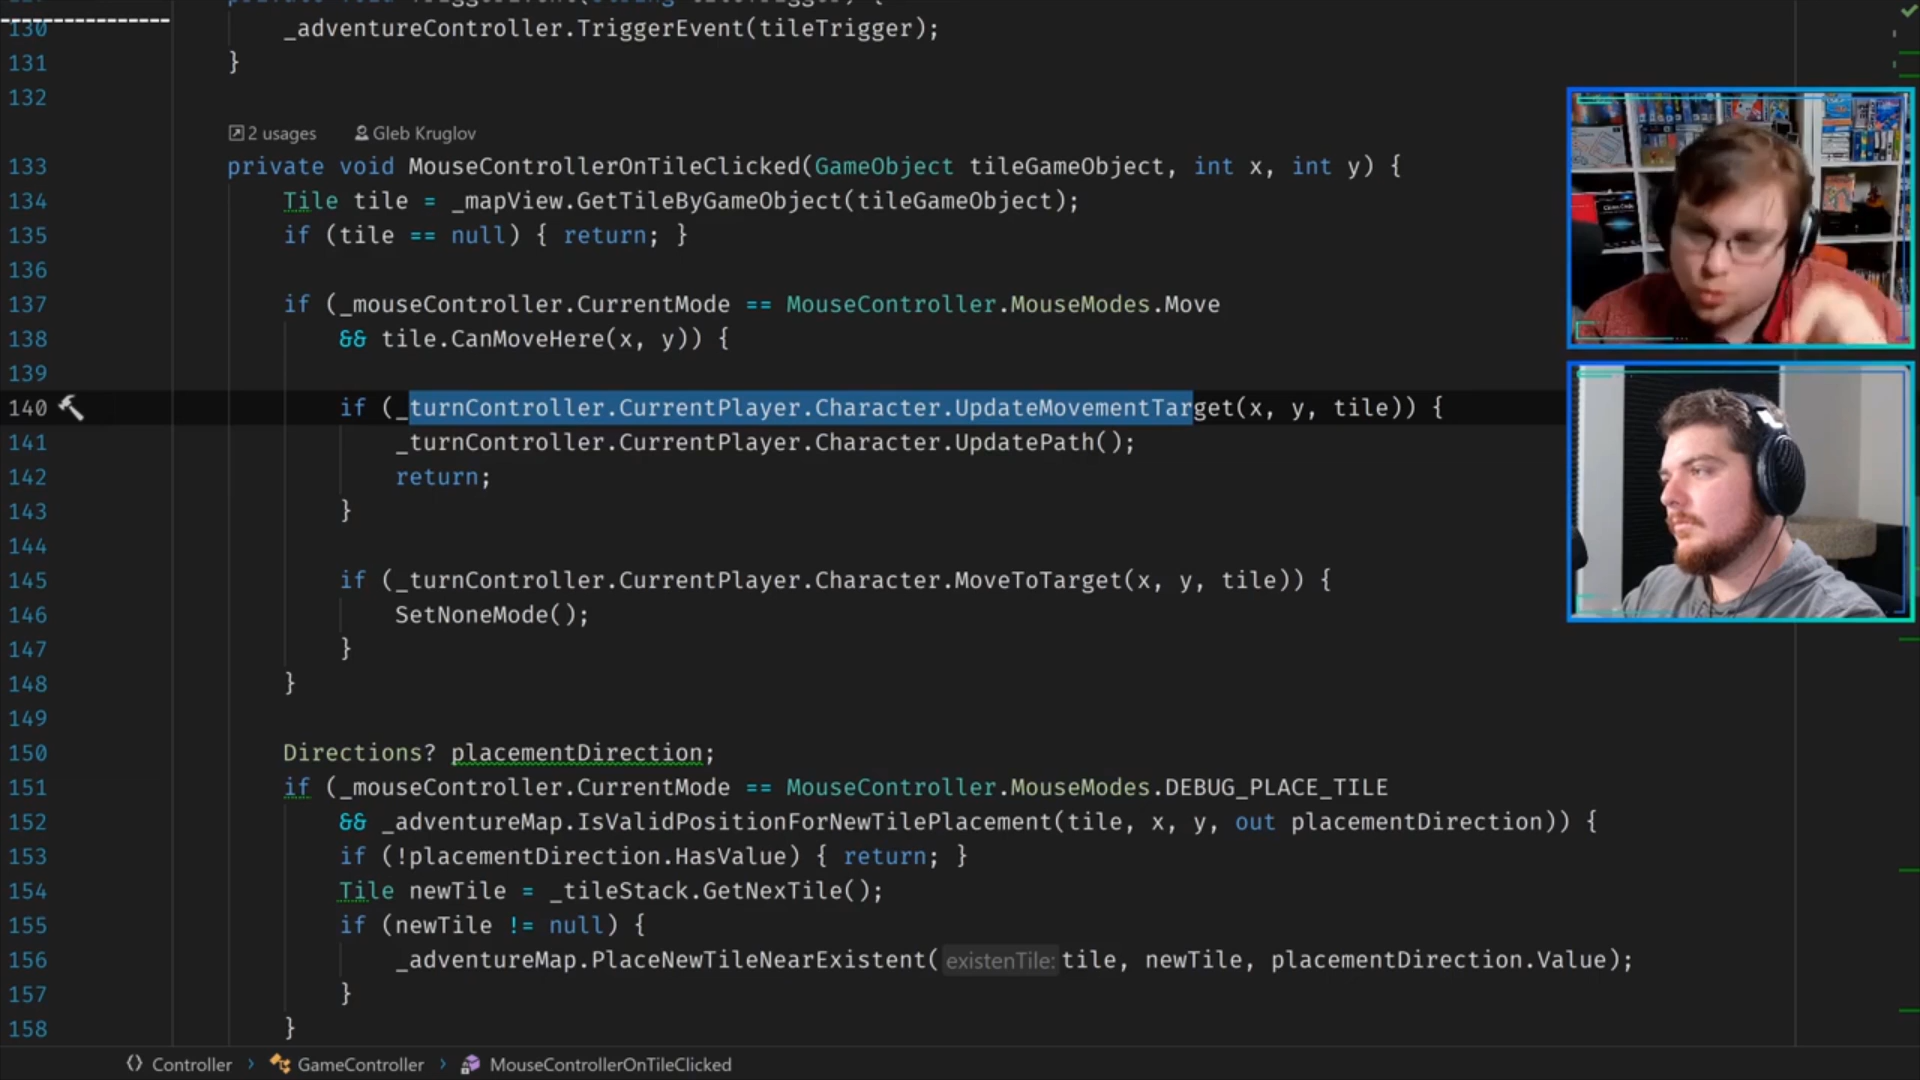 130 _adventureController.TriggerEvent(tileTrigger);
131 }
132
2 usages Gleb Kruglov
133 private void MouseControllerOnTileClicked(GameObject tileGameObject, int x, int y) {
134 Tile tile = _mapView.GetTileByGameObject(tileGameObject);
135 if (tile == null) { return; }
136
137 if (_mouseController.CurrentMode == MouseController.MouseModes.Move
138 && tile.CanMoveHere(x, y)) {
139
140 if (_turnController.CurrentPlayer.Character.UpdateMovementTarget(x, y, tile)) {
141 _turnController.CurrentPlayer.Character.UpdatePath();
142 return;
143 }
144
145 if (_turnController.CurrentPlayer.Character.MoveToTarget(x, y, tile)) {
146 SetNoneMode();
147 }
148 }
149
150 Directions? placementDirection;
151 if (_mouseController.CurrentMode == MouseController.MouseModes.DEBUG_PLACE_TILE
152 && _adventureMap.IsValidPositionForNewTilePlacement(tile, x, y, out placementDirection)) {
153 if (!placementDirection.HasValue) { return; }
154 Tile newTile = _tileStack.GetNexTile();
155 if (newTile != null) {
156 _adventureMap.PlaceNewTileNearExistent(existenTile: tile, newTile, placementDirection.Value);
157 }
158 }
Controller › GameController › MouseControllerOnTileClicked